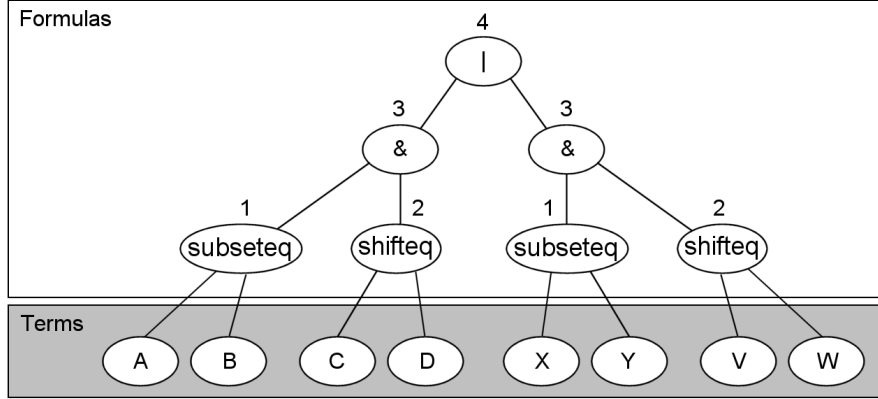 Formulas
4
|
3 3
& &
1 2 1 2
subseteq shifteq subseteq shifteq
Terms
A B C D X Y V W